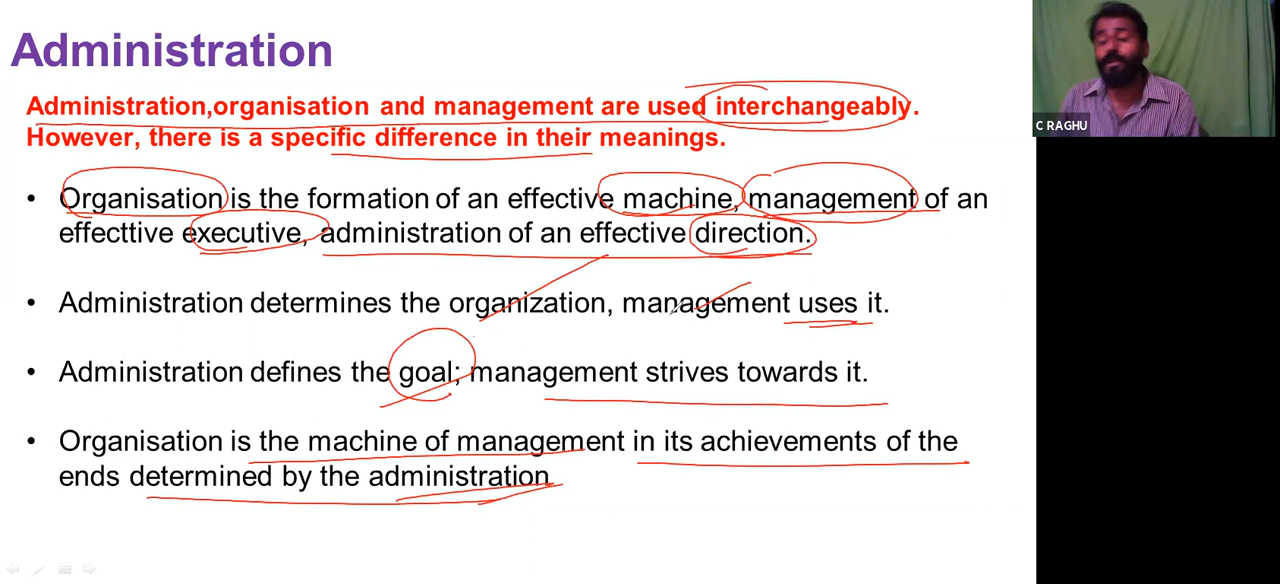 Administration
Administration,organisation and management are used interchangeably.
However, there is a specific difference in their meanings.
• Organisation is the formation of an effective machine, management of an
effecttive executive, administration of an effective direction.
• Administration determines the organization, management uses it.
• Administration defines the goal; management strives towards it.
• Organisation is the machine of management in its achievements of the
ends determined by the administration
C RAGHU